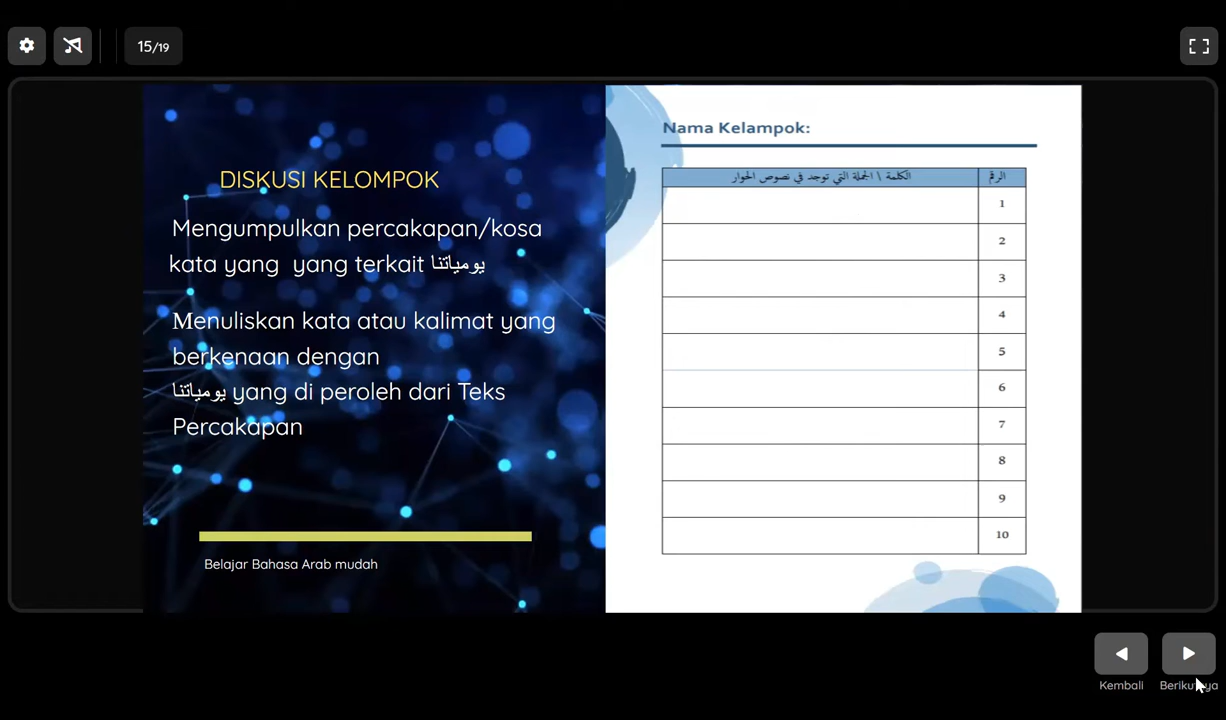 15/19
DISKUSI KELOMPOK
Mengumpulkan percakapan/kosa
kata yang yang terkait يومياتنا
Menuliskan kata atau kalimat yang
berkenaan dengan
يومياتنا yang di peroleh dari Teks
Percakapan
Belajar Bahasa Arab mudah
Nama Kelampok:
الرقم الكلمة \ الجملة التي توجد في نصوص الحوار
1
2
3
4
5
6
7
8
9
10
Kembali
Berikutnya